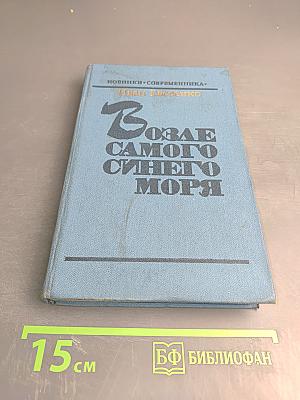 НОВИНКИ «СОВРЕМЕННИКА»
Возле
самого
синего
моря
15 см
БФ БИБЛИОФАН